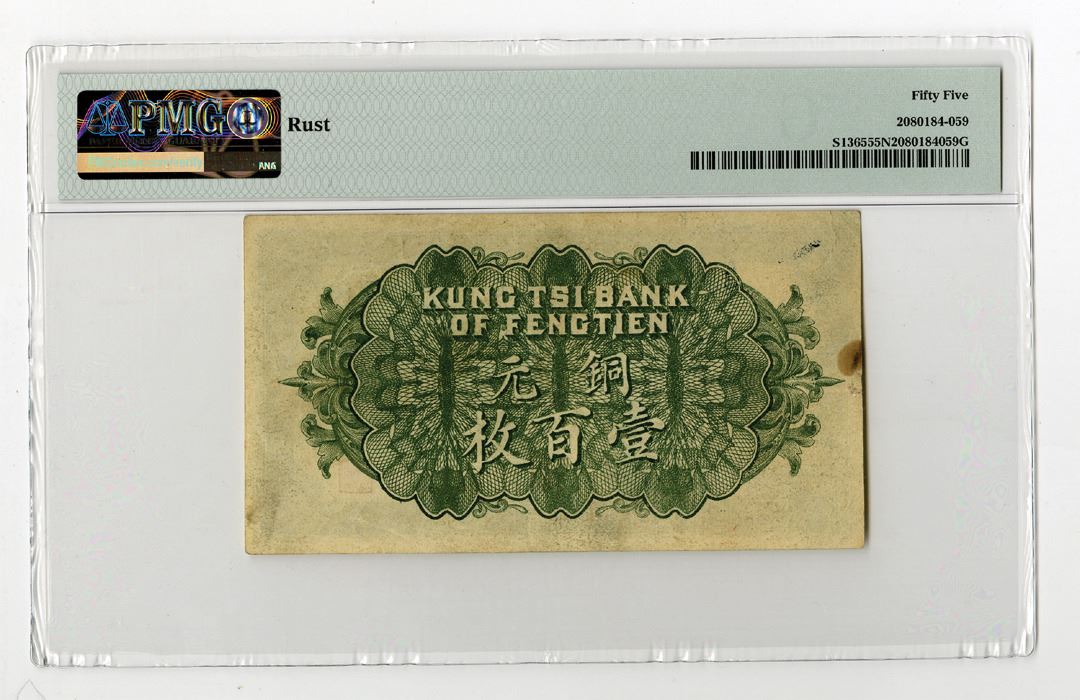 PMG
Rust
Fifty Five
2080184-059
S136555N2080184059G
KUNG TSI BANK
OF FENGTIEN
銅元
壹百枚